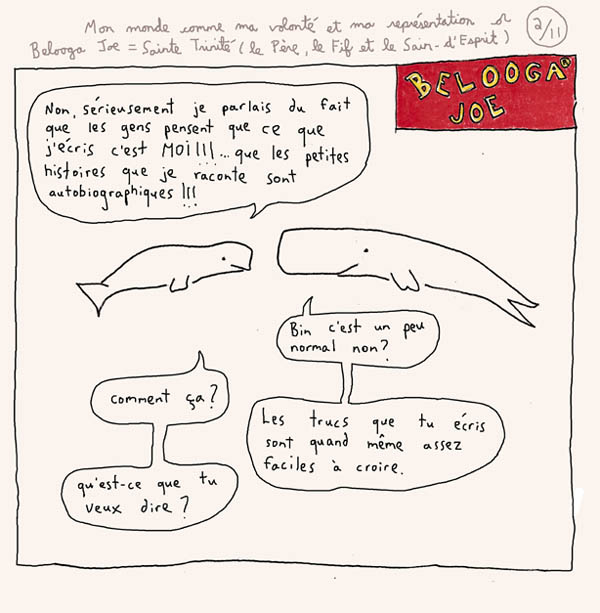 Mon monde comme ma volonté et ma représentation or
Belooga Joe = Sainte Trinité (le Père, le Fif et le Sain-d'Esprit)
2/11
BELOOGA
JOE
Non, sérieusement je parlais du fait
que les gens pensent que ce que
j'écris c'est MOI!!!...que les petites
histoires que je raconte sont
autobiographiques!!!
Bin c'est un peu
normal non?
Les trucs que tu écris
sont quand même assez
faciles à croire.
comment ça?
qu'est-ce que tu
veux dire?